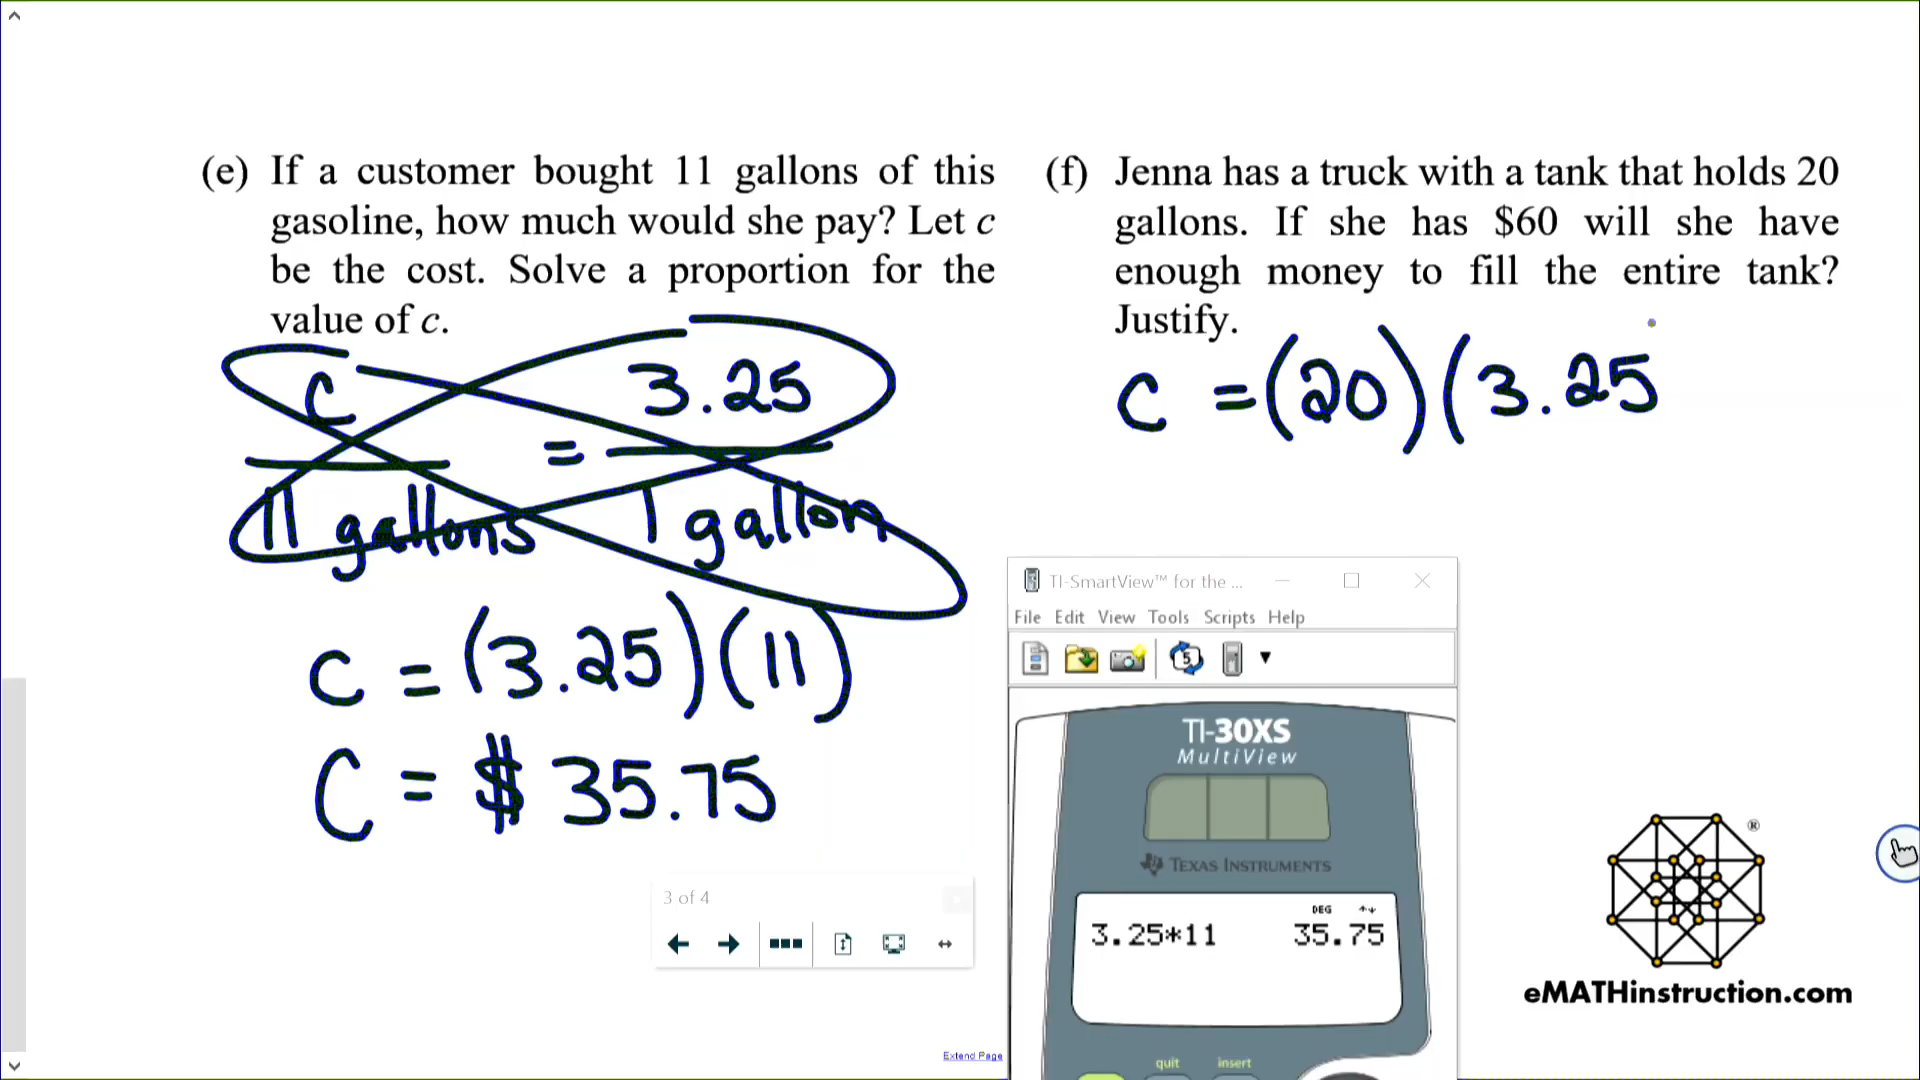 (e) If a customer bought 11 gallons of this
gasoline, how much would she pay? Let c
be the cost. Solve a proportion for the
value of c.
c = 3.25
11 gallons 1 gallon
c = (3.25)(11)
C = $35.75
(f) Jenna has a truck with a tank that holds 20
gallons. If she has $60 will she have
enough money to fill the entire tank?
Justify.
c = (20)(3.25
3 of 4
Extend Page
TI-SmartView™ for the ...
File Edit View Tools Scripts Help
5
TI-30XS
MultiView
TEXAS INSTRUMENTS
DEG
3.25*11 35.75
quit insert
®
eMATHinstruction.com